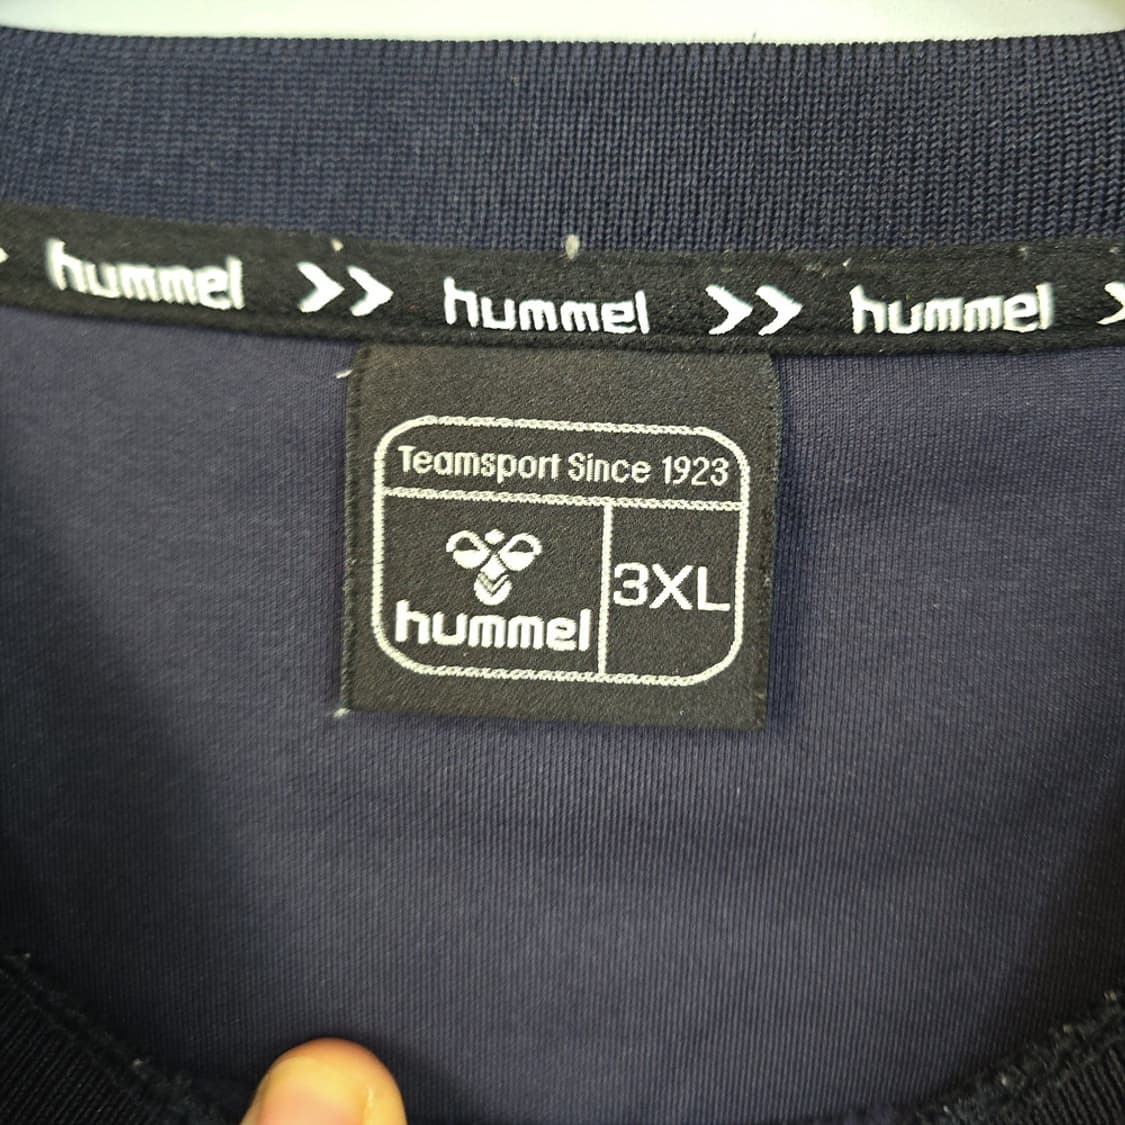 hummel >> hummel >> hummel
Teamsport Since 1923
hummel
3XL